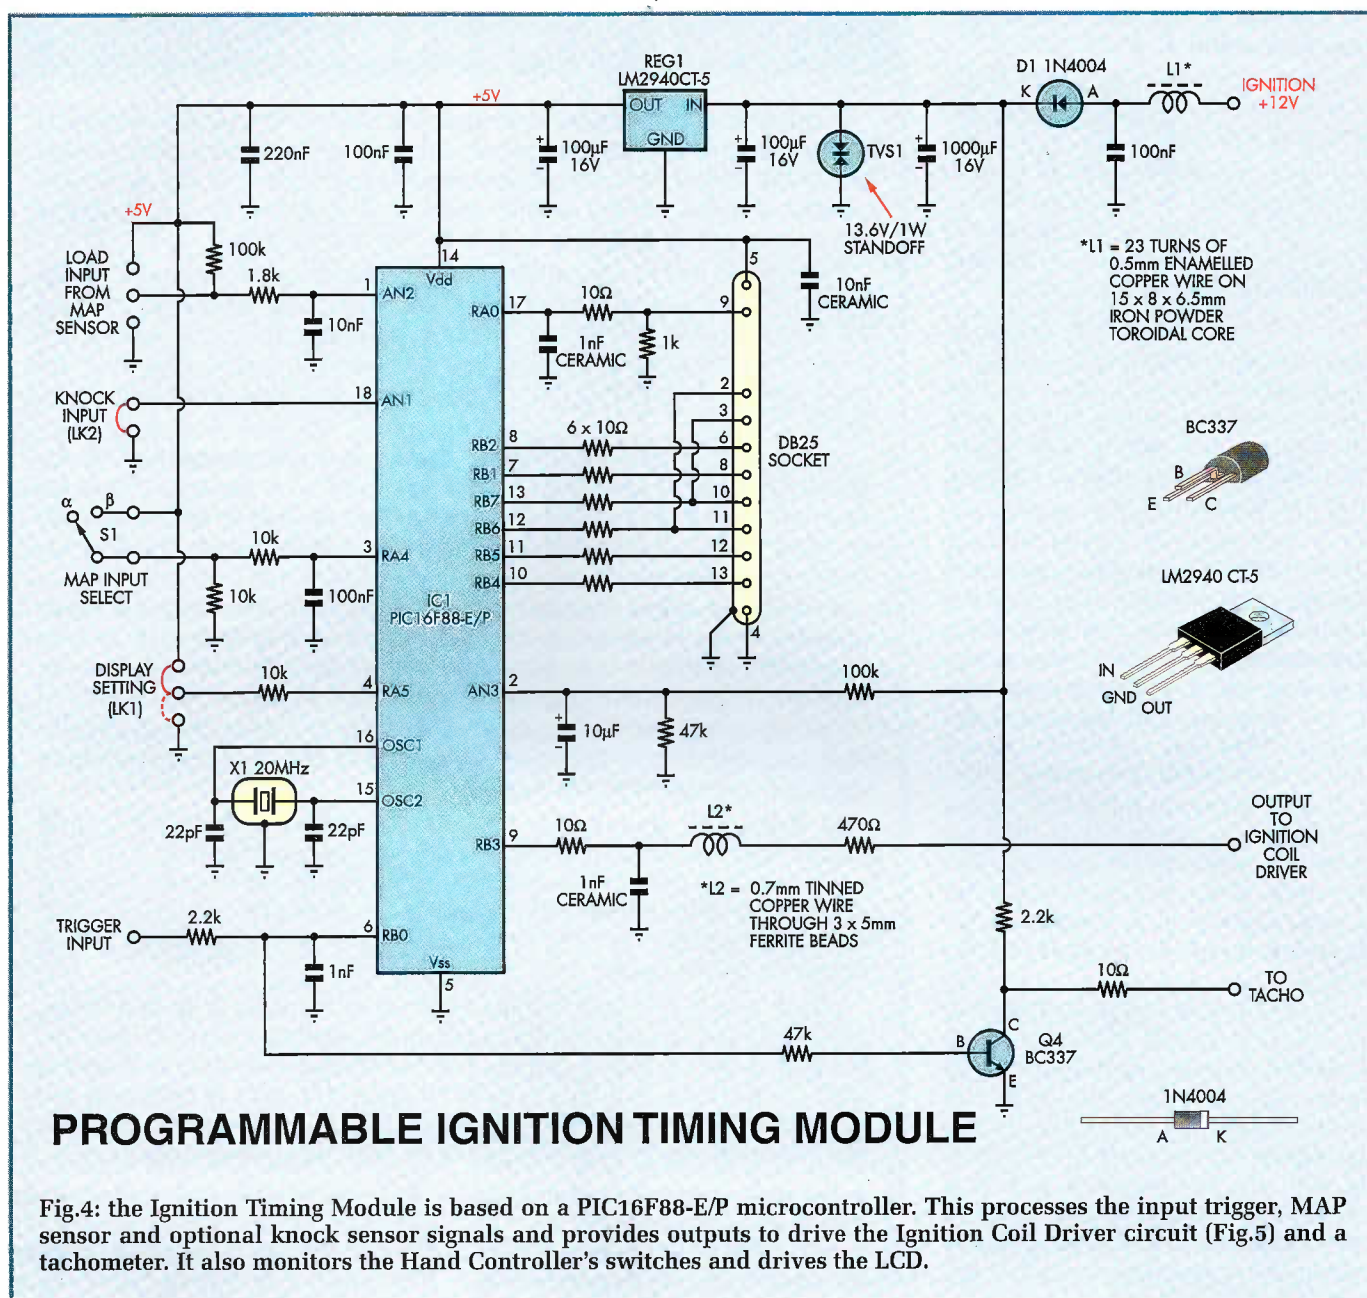 REG1
LM2940CT-5
+5V
OUT IN
GND
D1 1N4004
K A
L1*
IGNITION
+12V
220nF
100nF
100µF
16V
100µF
16V
TVS1
1000µF
16V
100nF
13.6V/1W
STANDOFF
*L1 = 23 TURNS OF
0.5mm ENAMELLED
COPPER WIRE ON
15 x 8 x 6.5mm
IRON POWDER
TOROIDAL CORE
+5V
LOAD
INPUT
FROM
MAP
SENSOR
100k
1.8k
10nF
1
AN2
14
Vdd
17
RA0
10Ω
1nF
CERAMIC
1k
5
9
10nF
CERAMIC
KNOCK
INPUT
(LK2)
18
AN1
2
3
6
8
10
11
12
13
4
DB25
SOCKET
RB2 8
6 x 10Ω
RB1 7
RB7 13
RB6 12
RB5 11
RB4 10
α β
S1
MAP INPUT
SELECT
10k
10k
100nF
3
RA4
IC1
PIC16F88-E/P
BC337
B
E C
LM2940 CT-5
IN
GND
OUT
DISPLAY
SETTING
(LK1)
10k
4
RA5
AN3
2
10µF
47k
100k
16
OSC1
X1 20MHz
15
OSC2
22pF
22pF
RB3
9
10Ω
1nF
CERAMIC
L2*
470Ω
*L2 = 0.7mm TINNED
COPPER WIRE
THROUGH 3 x 5mm
FERRITE BEADS
OUTPUT
TO
IGNITION
COIL
DRIVER
TRIGGER
INPUT
2.2k
6
RB0
1nF
Vss
5
2.2k
10Ω
TO
TACHO
47k
B
C
E
Q4
BC337
1N4004
A K
PROGRAMMABLE IGNITION TIMING MODULE
Fig.4: the Ignition Timing Module is based on a PIC16F88-E/P microcontroller. This processes the input trigger, MAP
sensor and optional knock sensor signals and provides outputs to drive the Ignition Coil Driver circuit (Fig.5) and a
tachometer. It also monitors the Hand Controller's switches and drives the LCD.